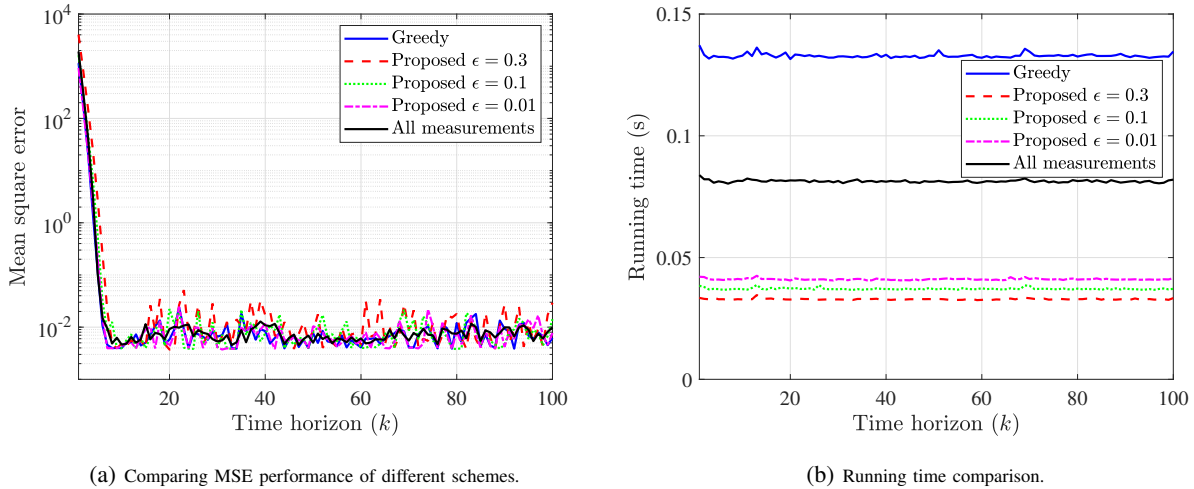 10^4
10^2
10^0
10^-2
Mean square error
20
40
60
80
100
Time horizon (k)
Greedy
Proposed ϵ = 0.3
Proposed ϵ = 0.1
Proposed ϵ = 0.01
All measurements
(a) Comparing MSE performance of different schemes.
0.15
0.1
0.05
0
Running time (s)
20
40
60
80
100
Time horizon (k)
Greedy
Proposed ϵ = 0.3
Proposed ϵ = 0.1
Proposed ϵ = 0.01
All measurements
(b) Running time comparison.